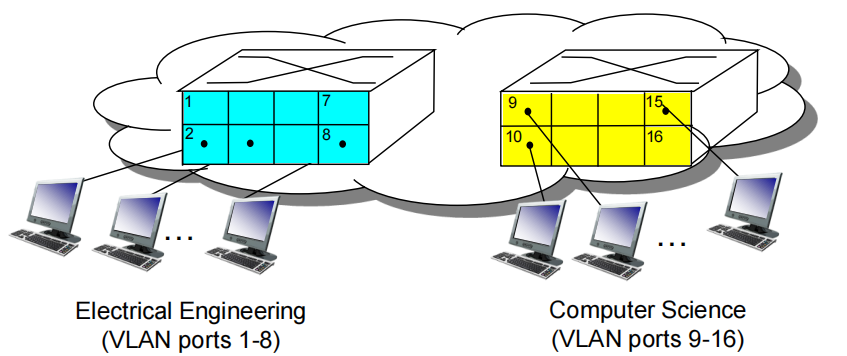 1 7
2 8
9 15
10 16
...
...
Electrical Engineering
(VLAN ports 1-8)
Computer Science
(VLAN ports 9-16)